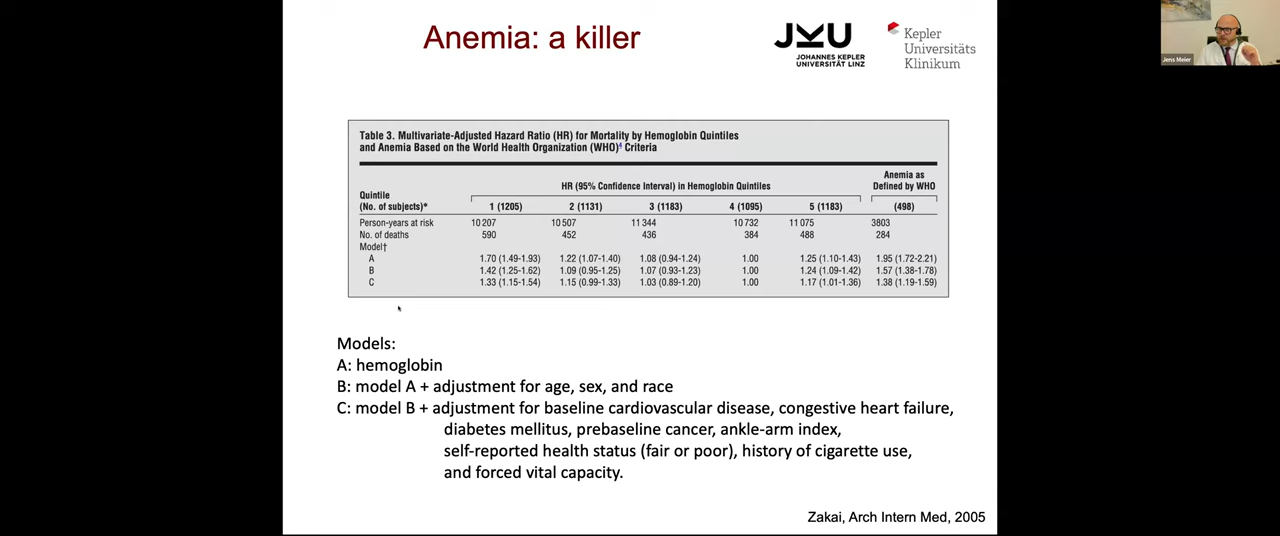 Anemia: a killer
JKU
JOHANNES KEPLER
UNIVERSITÄT LINZ
Kepler
Universitäts
Klinikum
Jens Meier
Table 3. Multivariate-Adjusted Hazard Ratio (HR) for Mortality by Hemoglobin Quintiles
and Anemia Based on the World Health Organization (WHO)4 Criteria
Quintile
(No. of subjects)*
HR (95% Confidence Interval) in Hemoglobin Quintiles
Anemia as
Defined by WHO
1 (1205) 2 (1131) 3 (1183) 4 (1095) 5 (1183) (498)
Person-years at risk 10 207 10 507 11 344 10 732 11 075 3803
No. of deaths 590 452 436 384 488 284
Model†
A 1.70 (1.49-1.93) 1.22 (1.07-1.40) 1.08 (0.94-1.24) 1.00 1.25 (1.10-1.43) 1.95 (1.72-2.21)
B 1.42 (1.25-1.62) 1.09 (0.95-1.25) 1.07 (0.93-1.23) 1.00 1.24 (1.09-1.42) 1.57 (1.38-1.78)
C 1.33 (1.15-1.54) 1.15 (0.99-1.33) 1.03 (0.89-1.20) 1.00 1.17 (1.01-1.36) 1.38 (1.19-1.59)
Models:
A: hemoglobin
B: model A + adjustment for age, sex, and race
C: model B + adjustment for baseline cardiovascular disease, congestive heart failure,
diabetes mellitus, prebaseline cancer, ankle-arm index,
self-reported health status (fair or poor), history of cigarette use,
and forced vital capacity.
Zakai, Arch Intern Med, 2005